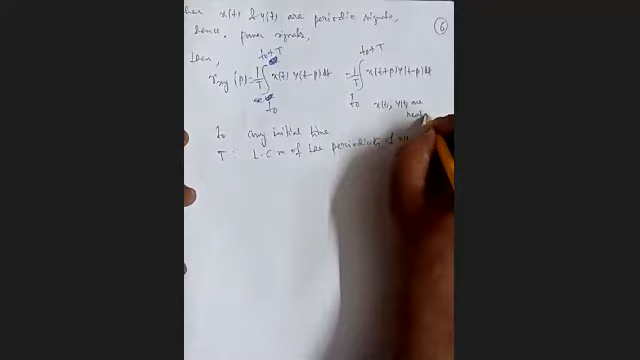 x(t) & y(t) are periodic signals,
hence power signals,
⑥
then,
r_xy (p) = 1/T ∫_{t0}^{t0+T} x(t) y(t-p) dt = 1/T ∫_{t0}^{t0+T} x(t+p) y(t) dt
x(t), y(t) are
real
t0 any initial time
T : L.C.m of the periodicity of